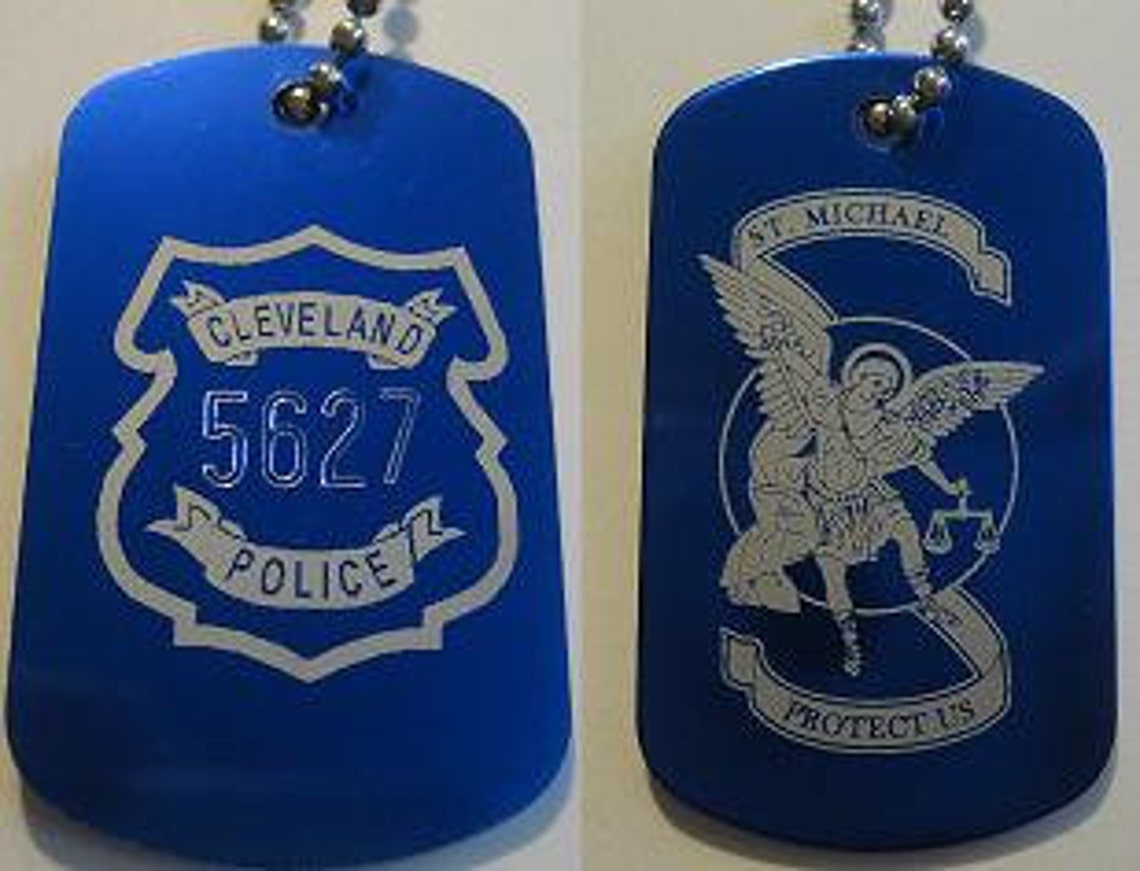 CLEVELAND
5627
POLICE
ST. MICHAEL
PROTECT US